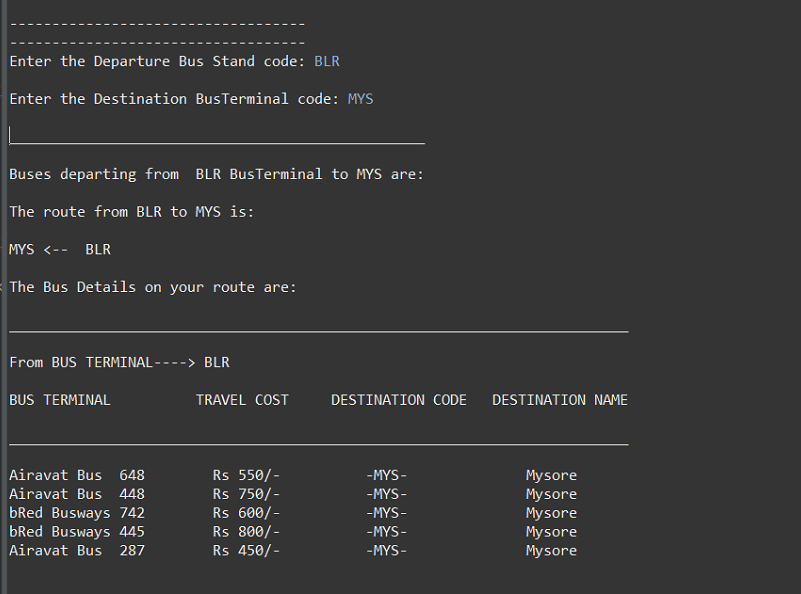 -----------------------------------
-----------------------------------
Enter the Departure Bus Stand code: BLR
Enter the Destination BusTerminal code: MYS
Buses departing from  BLR BusTerminal to MYS are:
The route from BLR to MYS is:
MYS <--  BLR
The Bus Details on your route are:
From BUS TERMINAL----> BLR
BUS TERMINAL          TRAVEL COST     DESTINATION CODE   DESTINATION NAME
Airavat Bus  648        Rs 550/-          -MYS-              Mysore
Airavat Bus  448        Rs 750/-          -MYS-              Mysore
bRed Busways 742        Rs 600/-          -MYS-              Mysore
bRed Busways 445        Rs 800/-          -MYS-              Mysore
Airavat Bus  287        Rs 450/-          -MYS-              Mysore